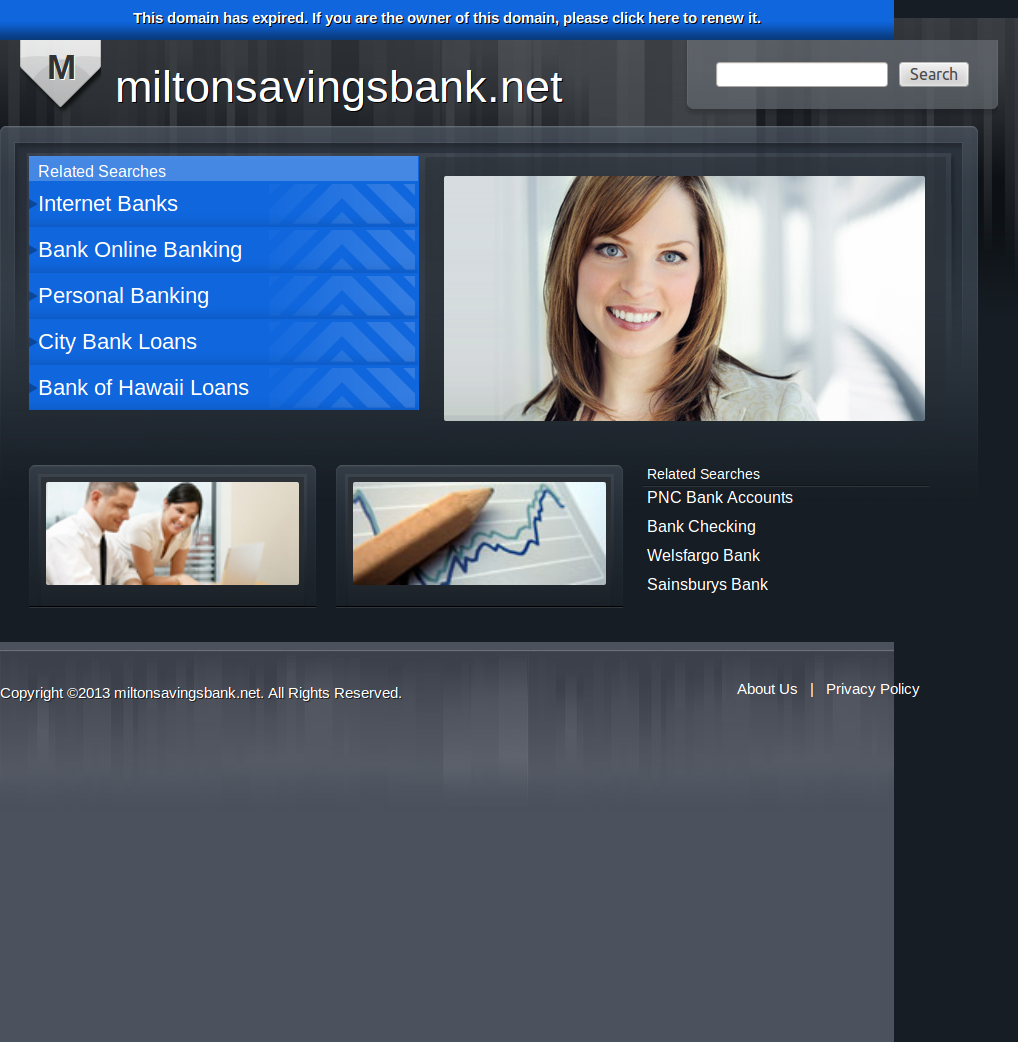 This domain has expired. If you are the owner of this domain, please click here to renew it.
M
miltonsavingsbank.net
Search
Related Searches
Internet Banks
Bank Online Banking
Personal Banking
City Bank Loans
Bank of Hawaii Loans
Related Searches
PNC Bank Accounts
Bank Checking
Welsfargo Bank
Sainsburys Bank
Copyright ©2013 miltonsavingsbank.net. All Rights Reserved.
About Us | Privacy Policy